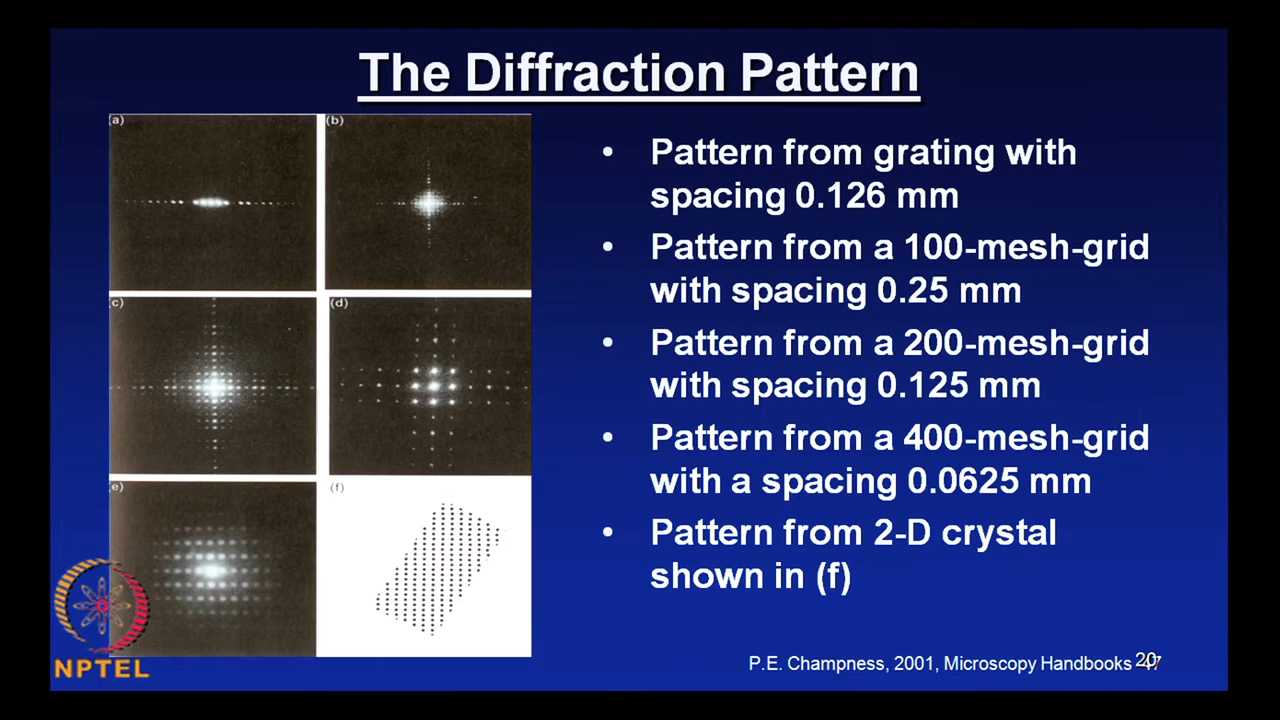 The Diffraction Pattern
(a)
(b)
(c)
(d)
(e)
(f)
• Pattern from grating with
spacing 0.126 mm
• Pattern from a 100-mesh-grid
with spacing 0.25 mm
• Pattern from a 200-mesh-grid
with spacing 0.125 mm
• Pattern from a 400-mesh-grid
with a spacing 0.0625 mm
• Pattern from 2-D crystal
shown in (f)
NPTEL
P.E. Champness, 2001, Microscopy Handbooks 47
20